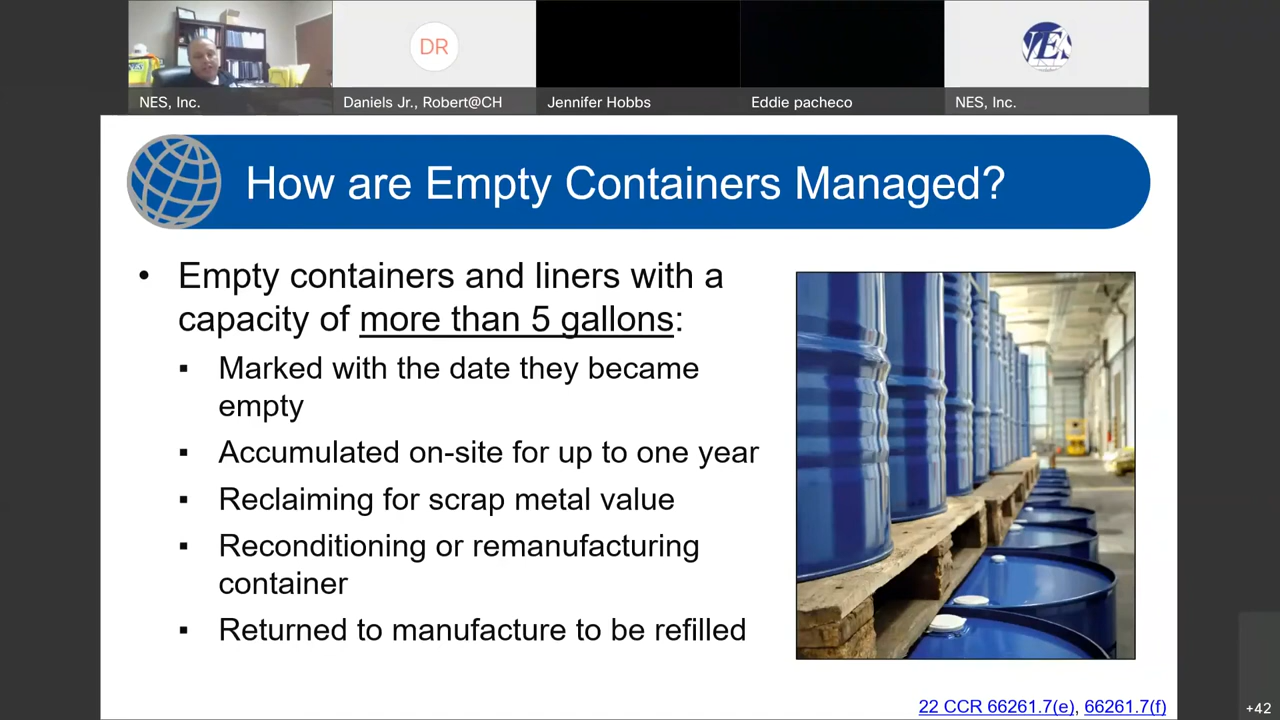 DR
NES
NES, Inc.
Daniels Jr., Robert@CH
Jennifer Hobbs
Eddie pacheco
NES, Inc.
How are Empty Containers Managed?
• Empty containers and liners with a
capacity of more than 5 gallons:
▪ Marked with the date they became
empty
▪ Accumulated on-site for up to one year
▪ Reclaiming for scrap metal value
▪ Reconditioning or remanufacturing
container
▪ Returned to manufacture to be refilled
22 CCR 66261.7(e), 66261.7(f)
+42